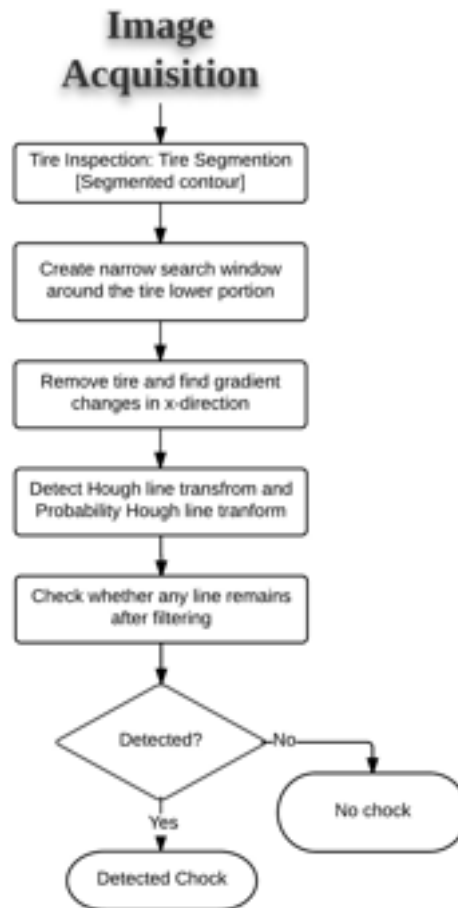 Image
Acquisition
Tire Inspection: Tire Segmention
[Segmented contour]
Create narrow search window
around the tire lower portion
Remove tire and find gradient
changes in x-direction
Detect Hough line transfrom and
Probability Hough line tranform
Check whether any line remains
after filtering
Detected?
No
No chock
Yes
Detected Chock